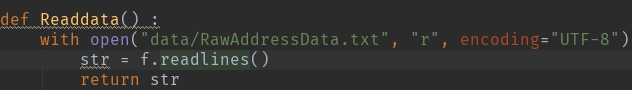 def Readdata() :
    with open("data/RawAddressData.txt", "r", encoding="UTF-8")
        str = f.readlines()
        return str